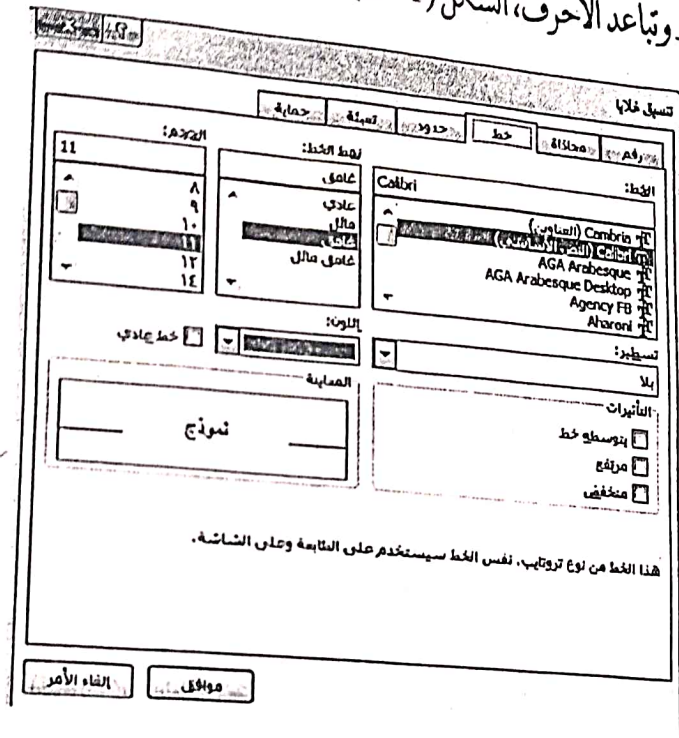 وتباعد الأحرف، الشكل (
تنسيق خلايا
رقم محاذاة خط حدود تعبئة حماية
الخط: نمط الخط: الحجم:
Calibri غامق 11
Cambria (العناوين) عادي ٨
Calibri (النص الأساسي) مائل ٩
AGA Arabesque غامق ١٠
AGA Arabesque Desktop غامق مائل ١١
Agency FB ١٢
Aharoni ١٤
تسطير: اللون:
بلا خط عادي
التأثيرات المعاينة
يتوسطه خط
مرتفع نموذج
منخفض
هذا الخط من نوع تروتايب. نفس الخط سيستخدم على الطابعة وعلى الشاشة.
موافق إلغاء الأمر